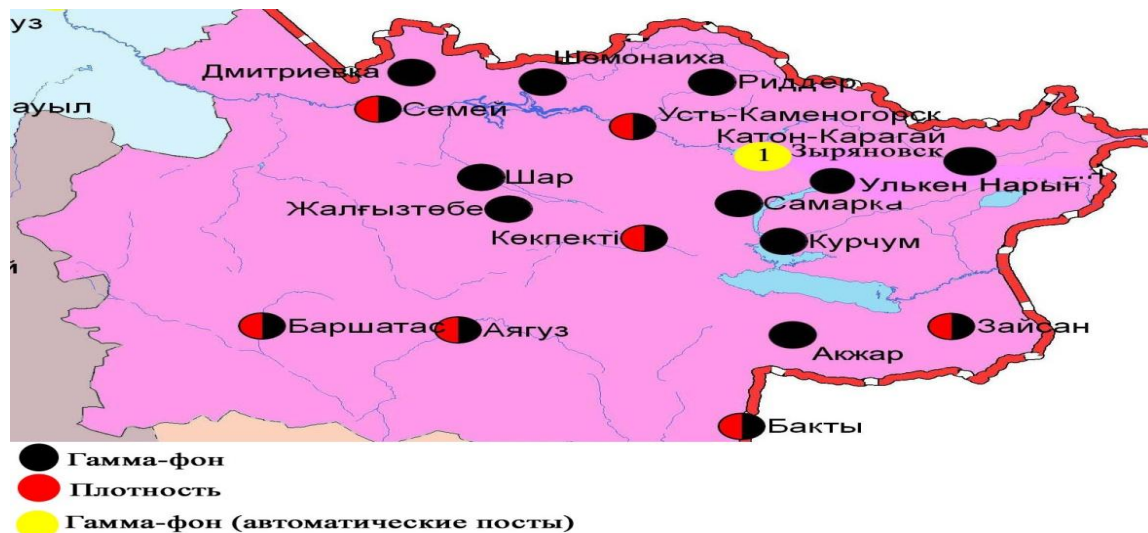 уз
Шемонаиха
Дмитриевка
Риддер
ауыл
Семей
Усть-Каменогорск
Катон-Карагай
1
Зыряновск
Шар
Улькен Нарый
Жалғызтөбе
Самарка
Көкпекті
Курчум
й
Баршатас
Аягуз
Зайсан
Акжар
Бакты
Гамма-фон
Плотность
Гамма-фон (автоматические посты)